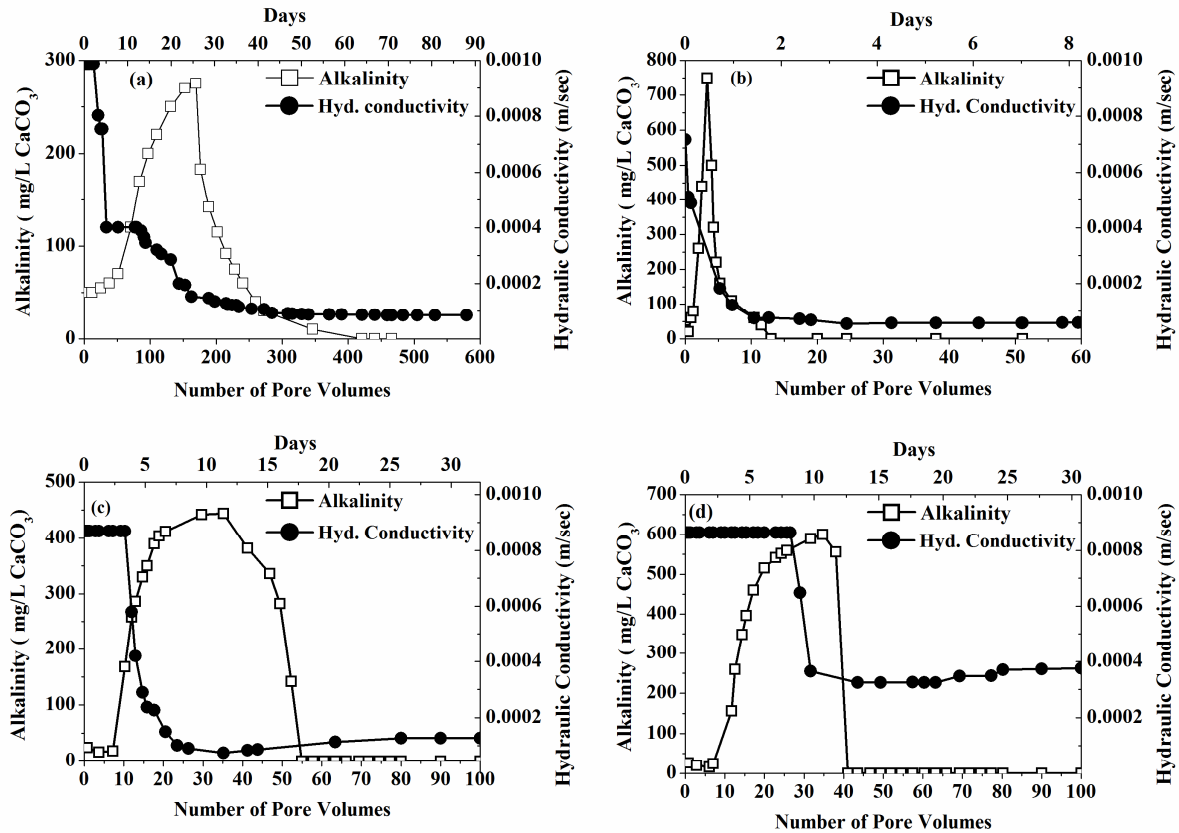 Days
0 10 20 30 40 50 60 70 80 90
300
200
100
0
Alkalinity ( mg/L CaCO3)
(a)
Alkalinity
Hyd. conductivity
0.0010
0.0008
0.0006
0.0004
0.0002
Hydraulic Conductivity (m/sec)
0 100 200 300 400 500 600
Number of Pore Volumes
Days
0 2 4 6 8
800
700
600
500
400
300
200
100
0
Alkalinity ( mg/L CaCO3)
(b)
Alkalinity
Hyd. Conductivity
0.0010
0.0008
0.0006
0.0004
0.0002
Hydraulic Conductivity (m/sec)
0 10 20 30 40 50 60
Number of Pore Volumes
Days
0 5 10 15 20 25 30
500
400
300
200
100
0
Alkalinity ( mg/L CaCO3)
(c)
Alkalinity
Hyd. Conductivity
0.0010
0.0008
0.0006
0.0004
0.0002
Hydraulic Conductivity (m/sec)
0 10 20 30 40 50 60 70 80 90 100
Number of Pore Volumes
Days
0 5 10 15 20 25 30
700
600
500
400
300
200
100
0
Alkalinity ( mg/L CaCO3)
(d)
Alkalinity
Hyd. Conductivity
0.0010
0.0008
0.0006
0.0004
0.0002
Hydraulic Conductivity (m/sec)
0 10 20 30 40 50 60 70 80 90 100
Number of Pore Volumes